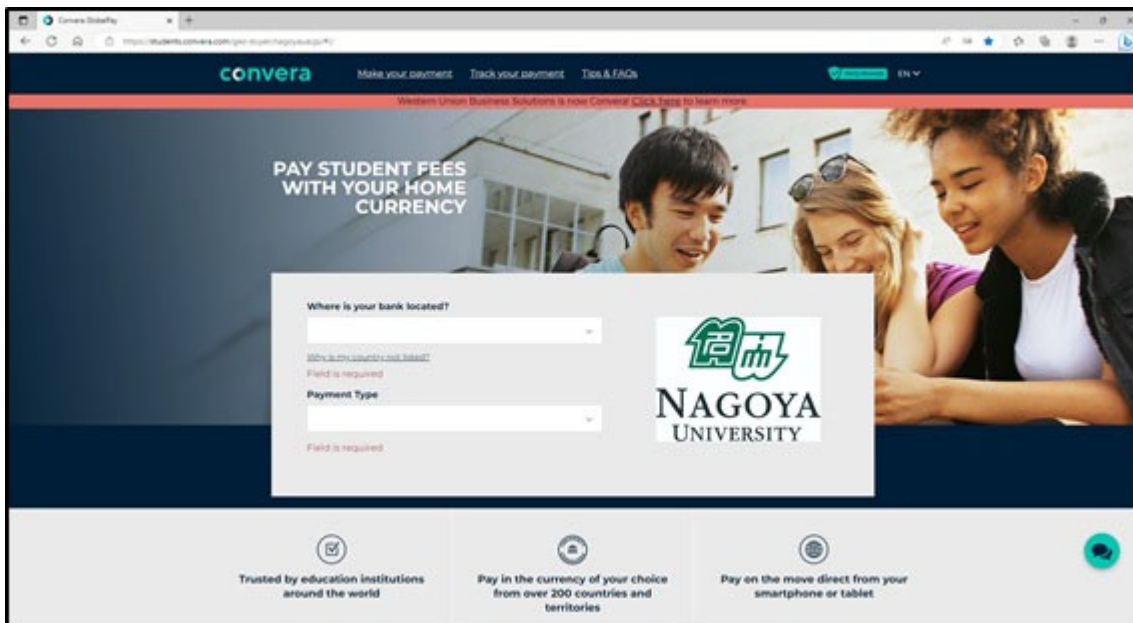 Convera GlobalPay
convera
Make your payment Track your payment Tips & FAQs
EN
Western Union Business Solutions is now Convera! Click here to learn more.
PAY STUDENT FEES
WITH YOUR HOME
CURRENCY
Where is your bank located?
Why is my country not listed?
Field is required
Payment Type
Field is required
NAGOYA
UNIVERSITY
Trusted by education institutions
around the world
Pay in the currency of your choice
from over 200 countries and
territories
Pay on the move direct from your
smartphone or tablet